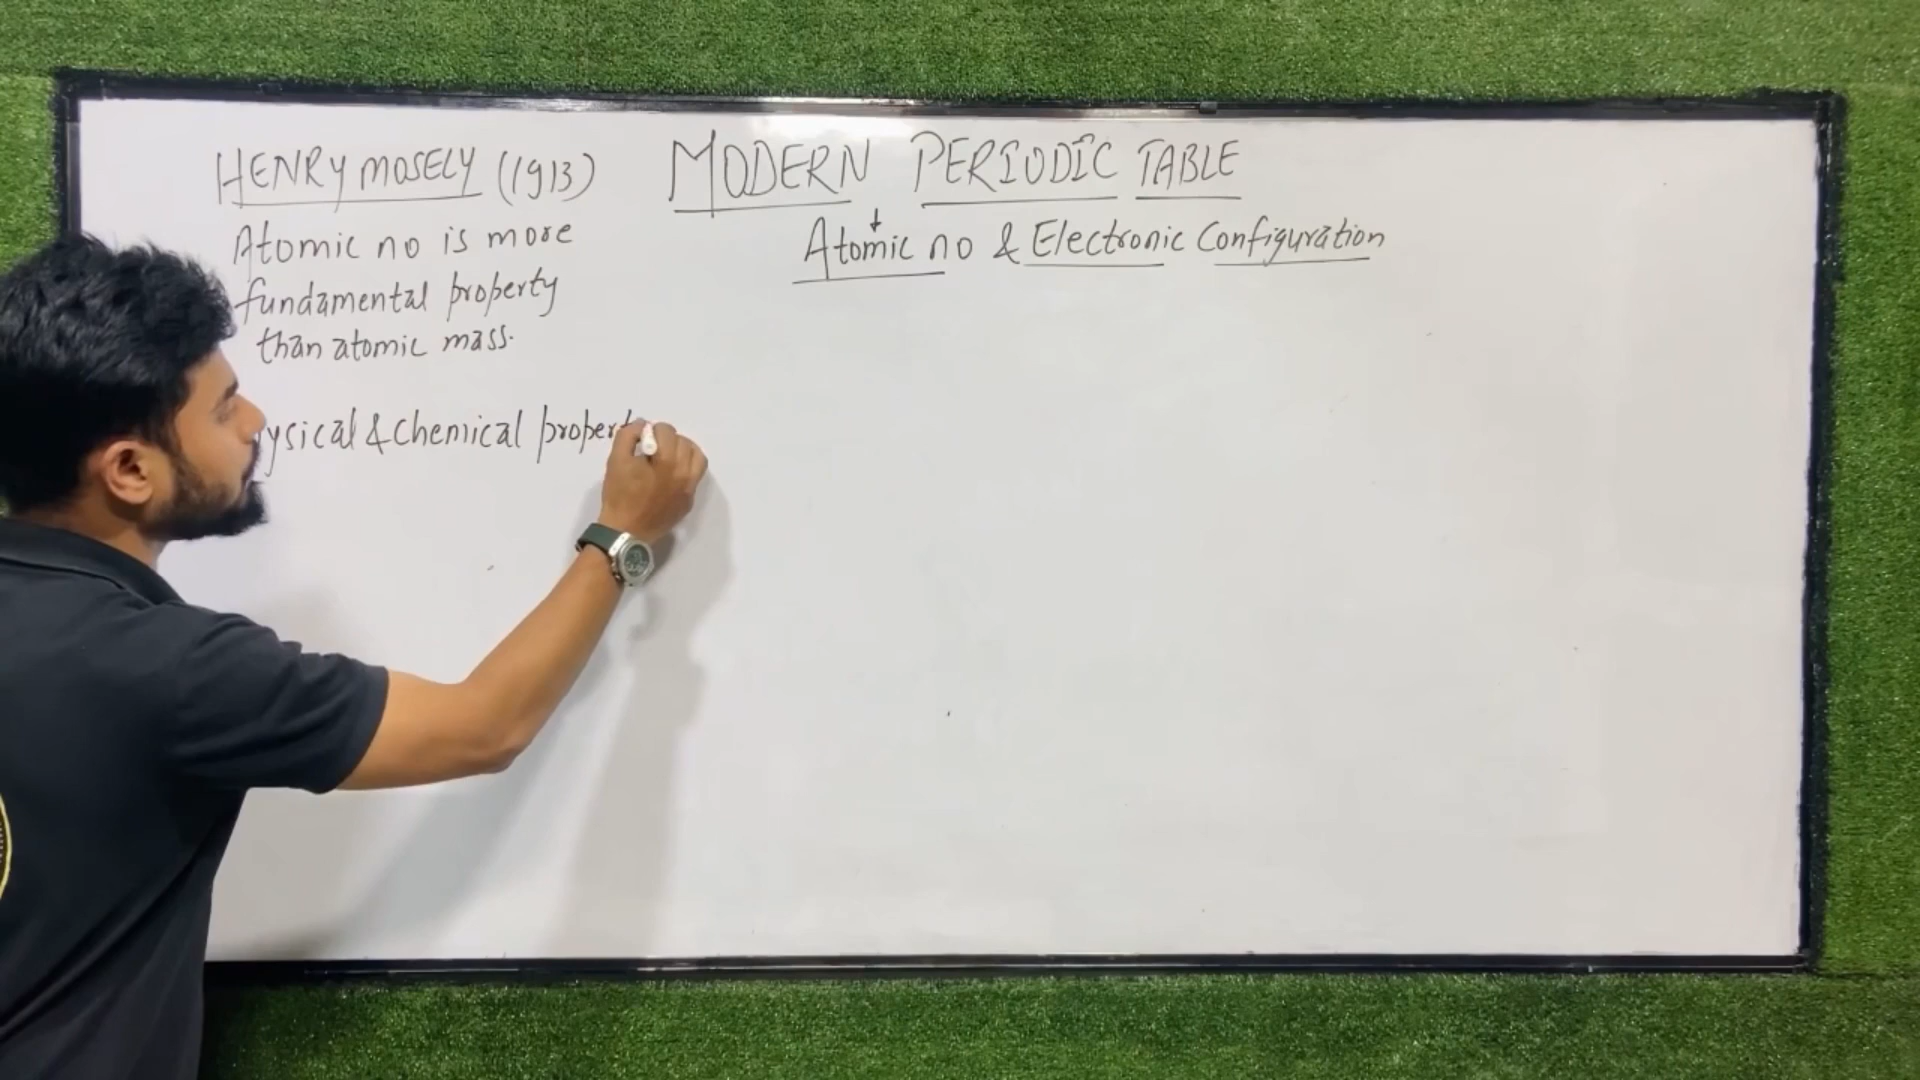 HENRY MOSELY (1913)
Atomic no is more
fundamental property
than atomic mass.
MODERN PERIODIC TABLE
Atomic no & Electronic Configuration
ysical & chemical propert